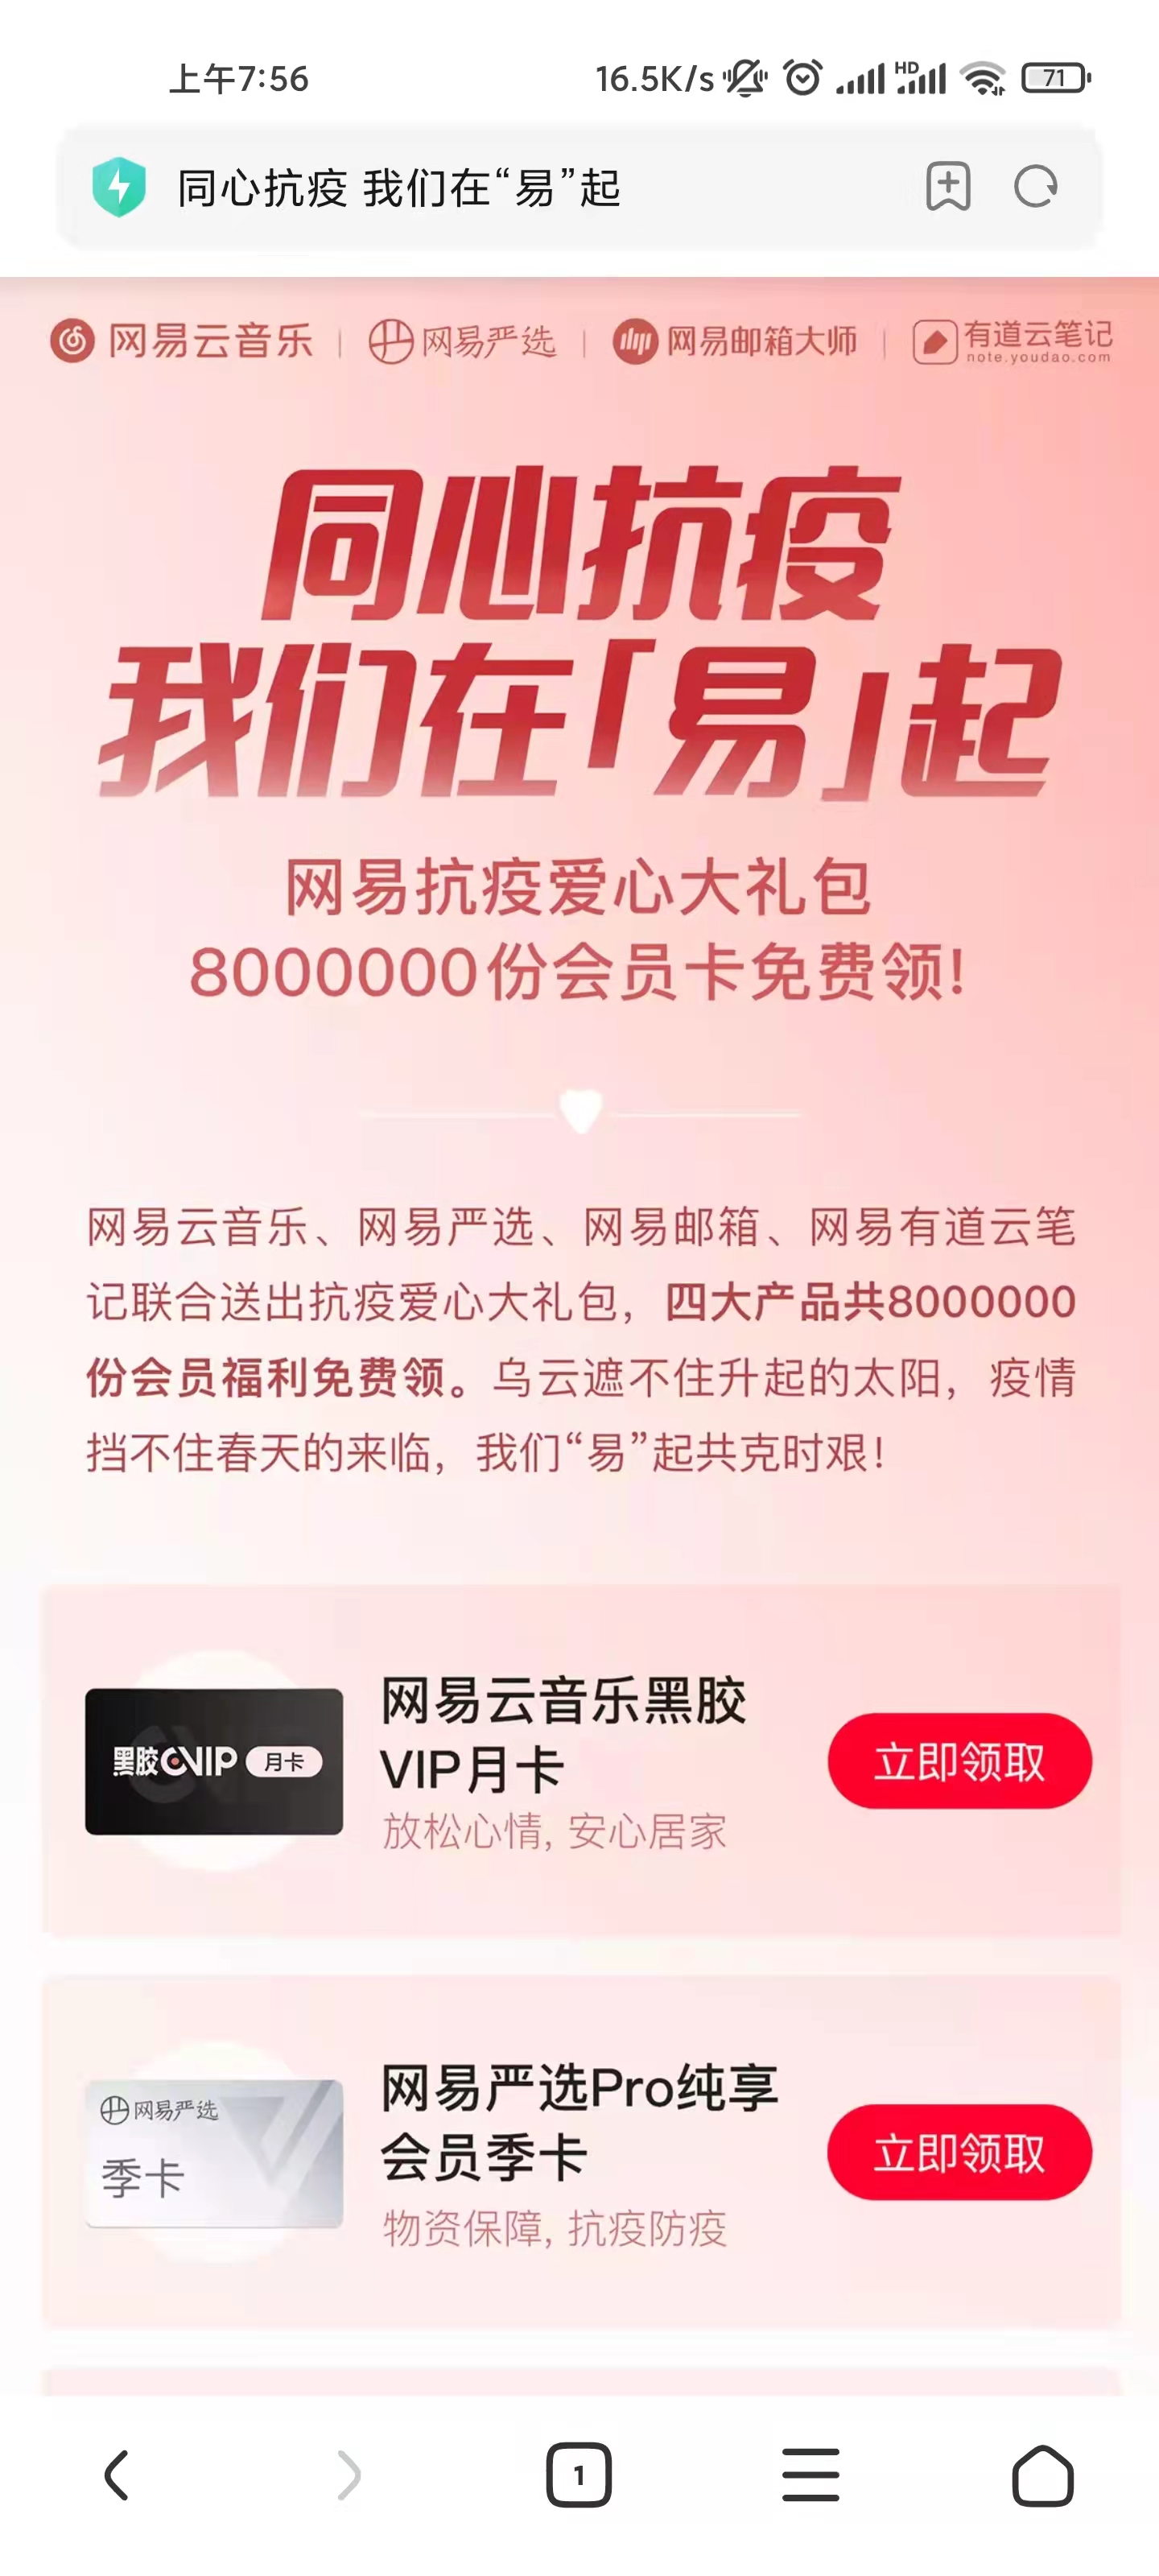 上午7:56 16.5K/s HD 71
同心抗疫 我们在“易”起
网易云音乐 | 网易严选 | 网易邮箱大师 | 有道云笔记
note.youdao.com
同心抗疫
我们在「易」起
网易抗疫爱心大礼包
8000000份会员卡免费领!
网易云音乐、网易严选、网易邮箱、网易有道云笔
记联合送出抗疫爱心大礼包，四大产品共8000000
份会员福利免费领。乌云遮不住升起的太阳，疫情
挡不住春天的来临，我们“易”起共克时艰！
黑胶VIP 月卡
网易云音乐黑胶
VIP月卡
放松心情, 安心居家
立即领取
网易严选
季卡
网易严选Pro纯享
会员季卡
物资保障, 抗疫防疫
立即领取
1